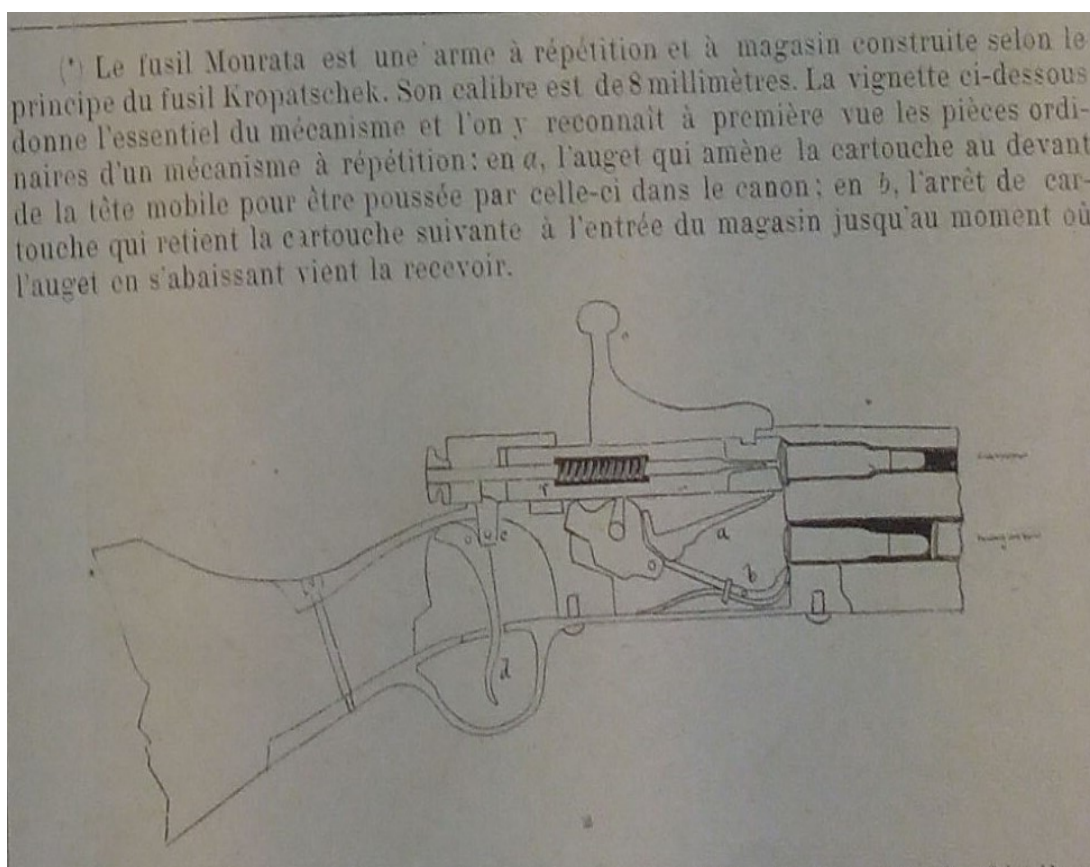 (*) Le fusil Mourata est une arme à répétition et à magasin construite selon le
principe du fusil Kropatschek. Son calibre est de 8 millimètres. La vignette ci-dessous
donne l'essentiel du mécanisme et l'on y reconnaît à première vue les pièces ordi-
naires d'un mécanisme à répétition: en a, l'auget qui amène la cartouche au devant
de la tête mobile pour être poussée par celle-ci dans le canon; en b, l'arrêt de car-
touche qui retient la cartouche suivante à l'entrée du magasin jusqu'au moment où
l'auget en s'abaissant vient la recevoir.
a
b
c
d